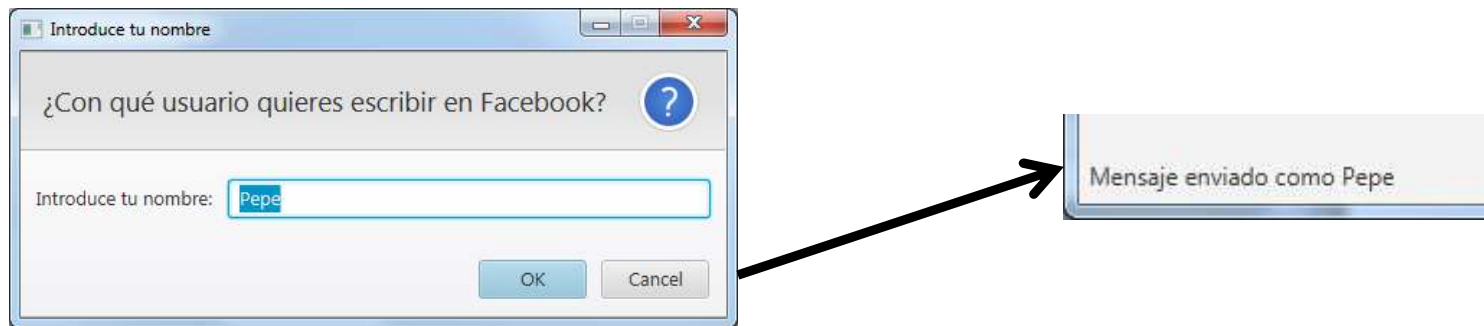 Introduce tu nombre
¿Con qué usuario quieres escribir en Facebook?
?
Introduce tu nombre: Pepe
OK Cancel
Mensaje enviado como Pepe